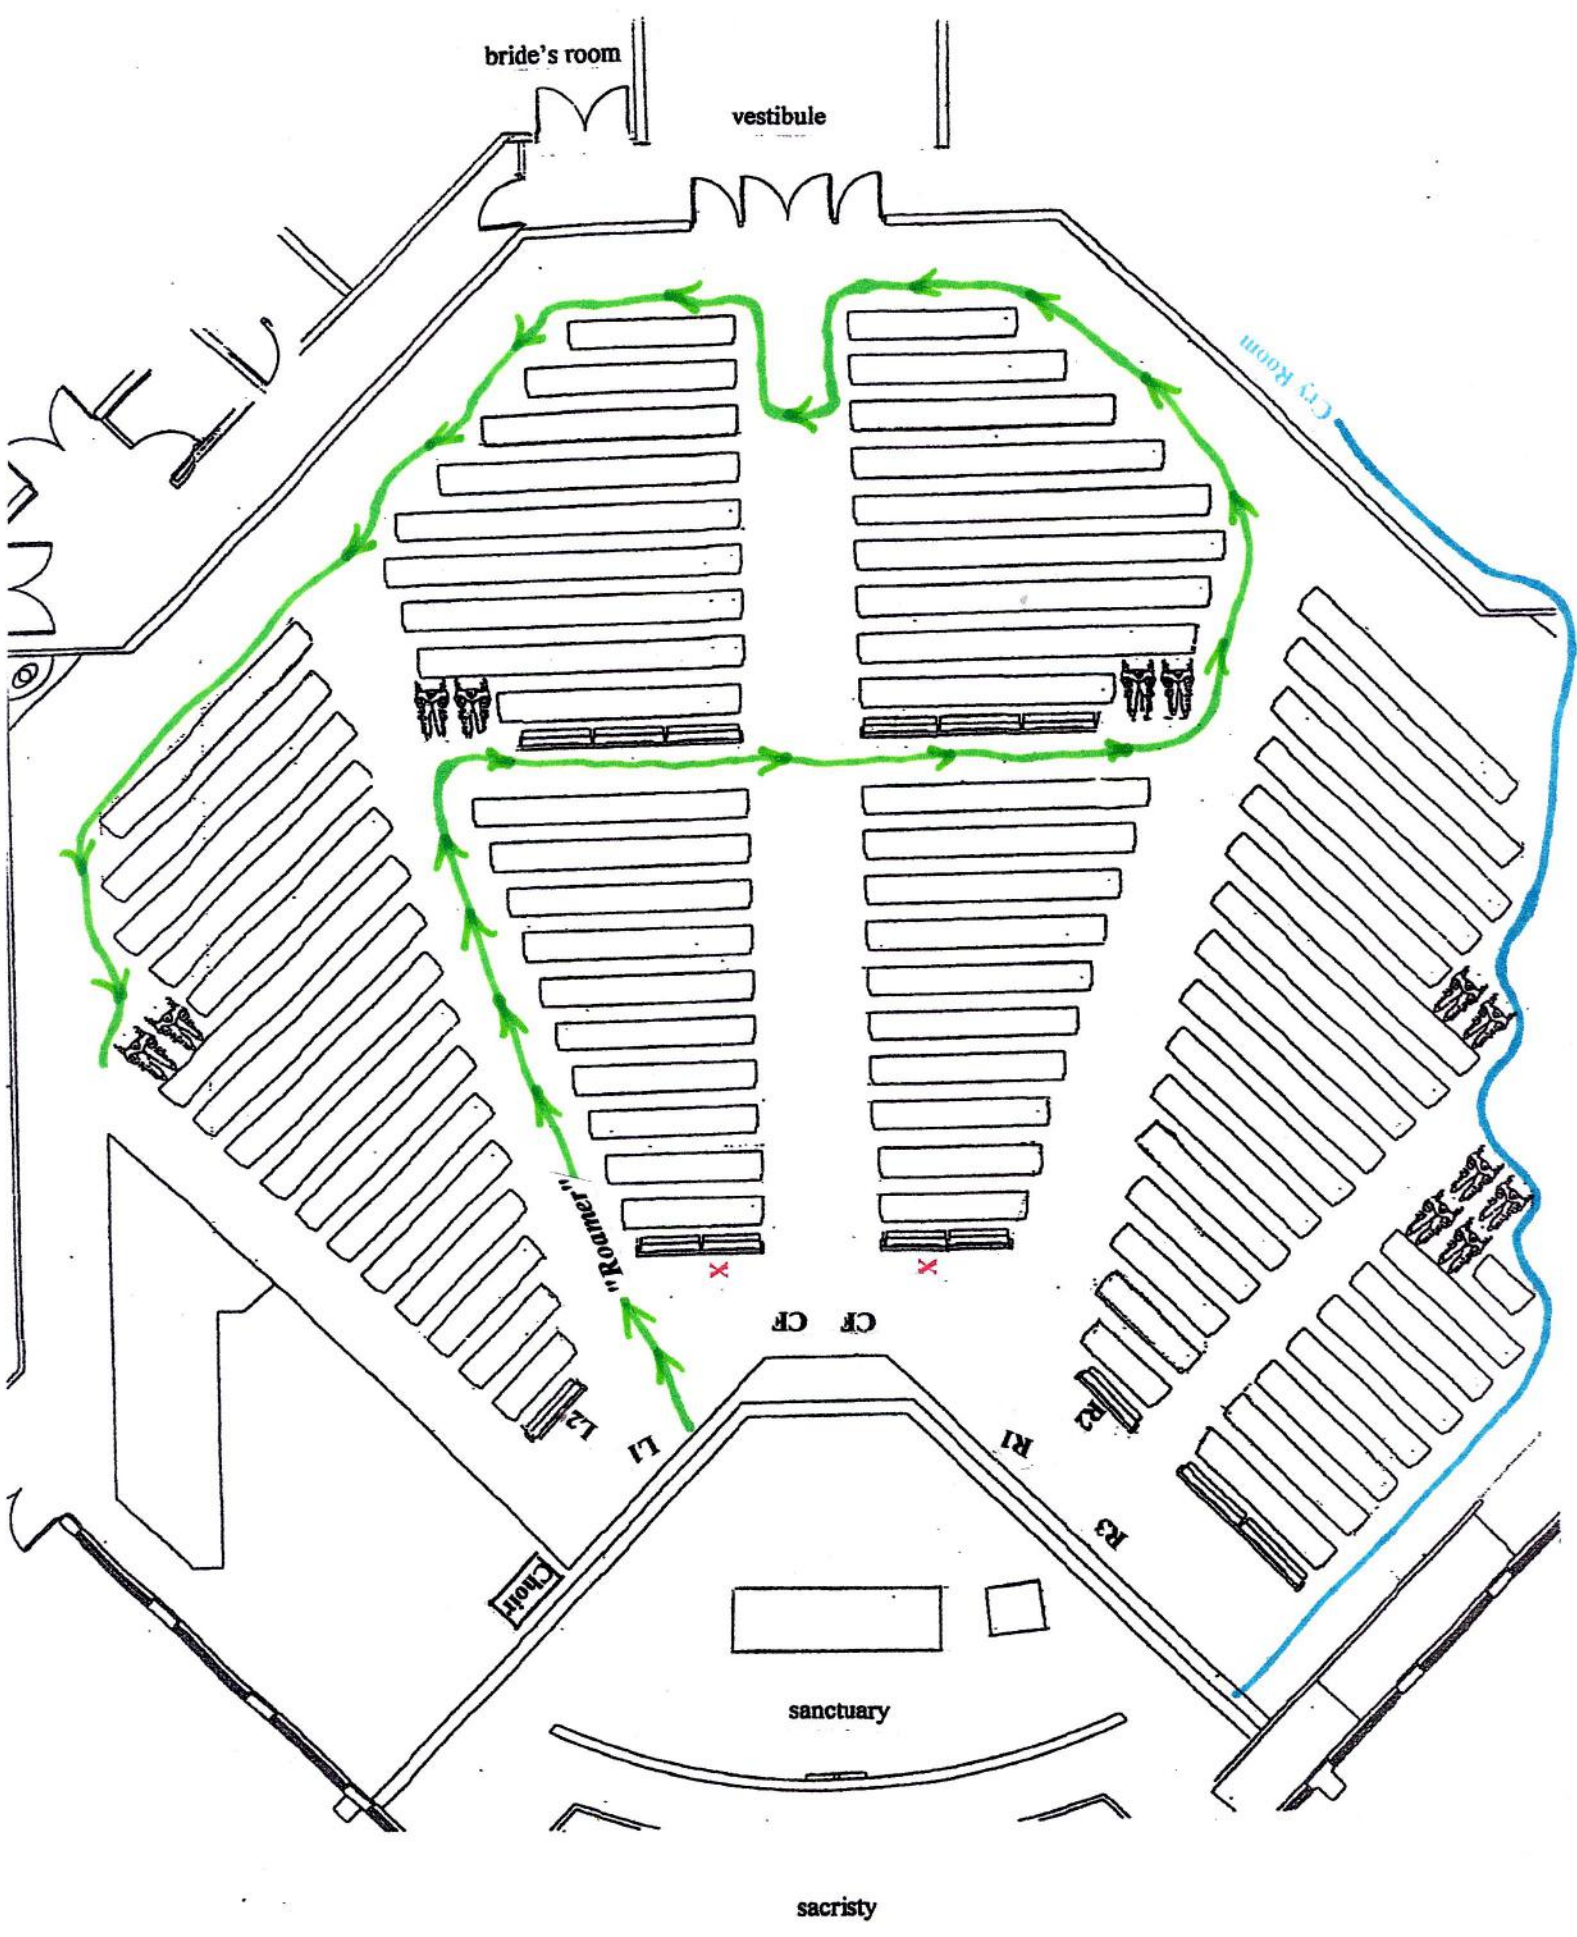 bride's room
vestibule
Cry Room
"Roamer"
X X
CF CF
L2
L1
R1
R2
R3
Choir
sanctuary
sacristy